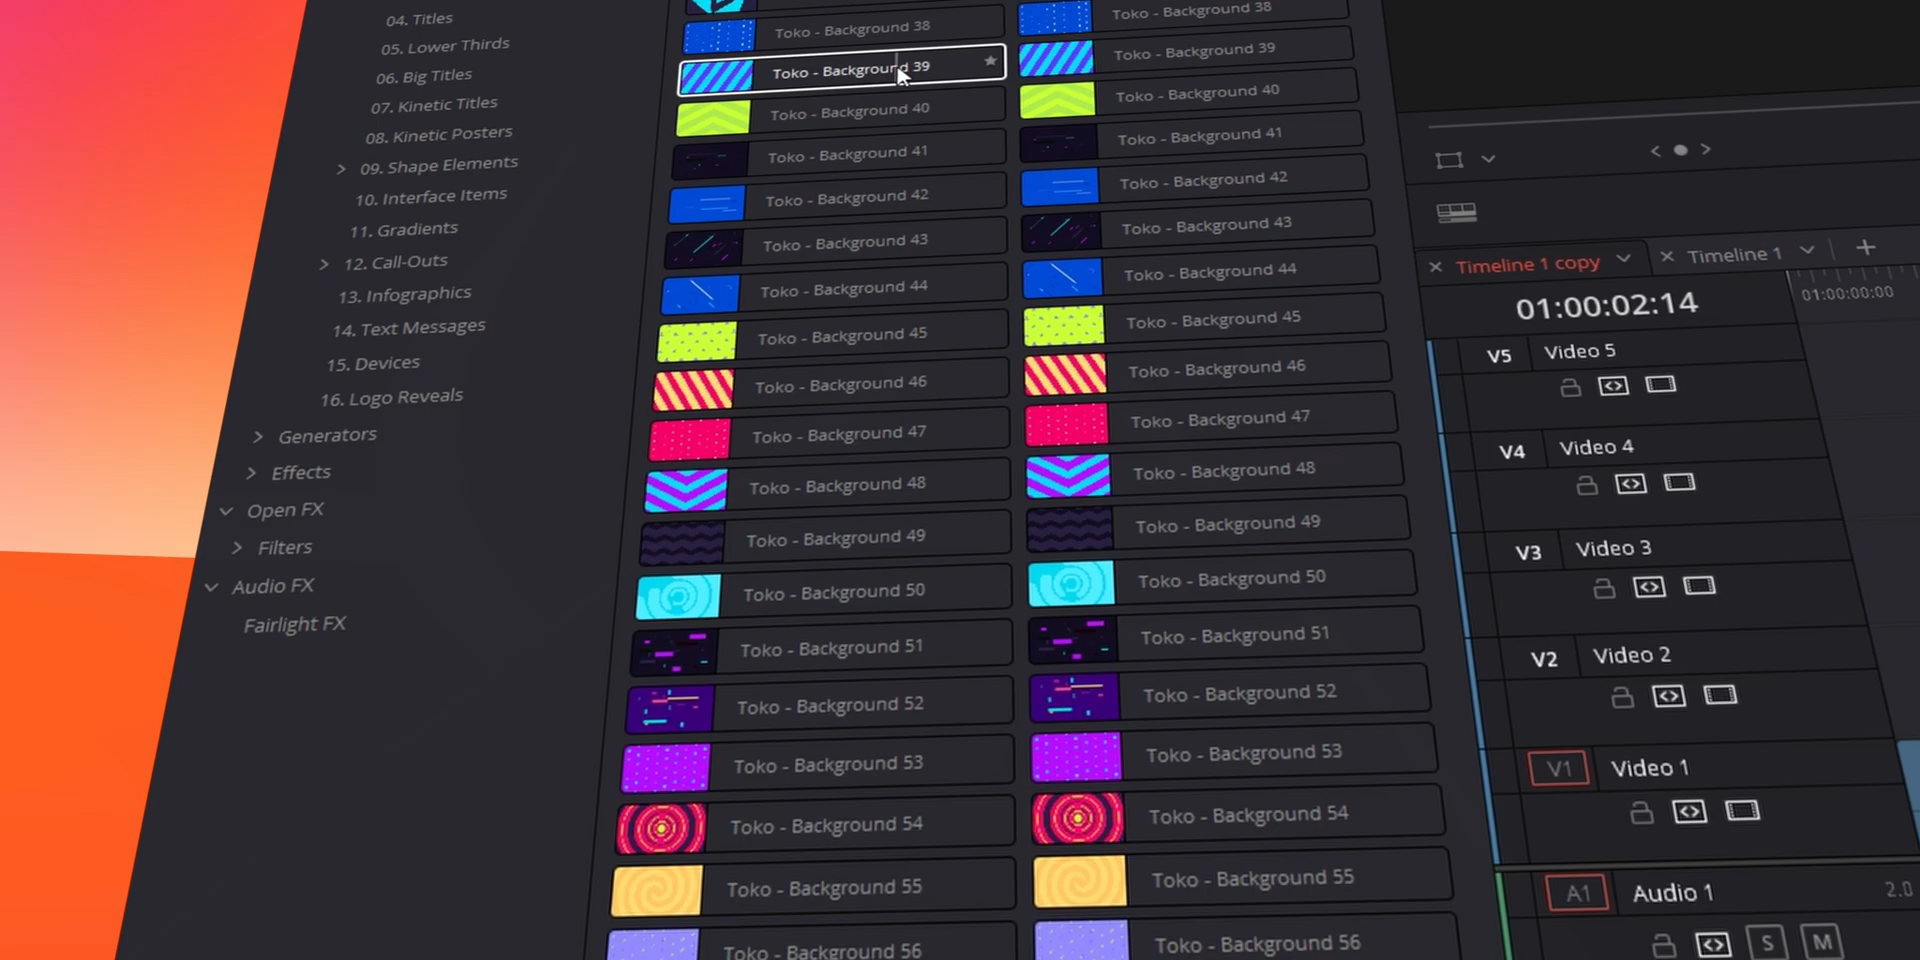 04. Titles
05. Lower Thirds
06. Big Titles
07. Kinetic Titles
08. Kinetic Posters
09. Shape Elements
10. Interface Items
11. Gradients
12. Call-Outs
13. Infographics
14. Text Messages
15. Devices
16. Logo Reveals
Generators
Effects
Open FX
Filters
Audio FX
Fairlight FX
Toko - Background 38
Toko - Background 39
Toko - Background 40
Toko - Background 41
Toko - Background 42
Toko - Background 43
Toko - Background 44
Toko - Background 45
Toko - Background 46
Toko - Background 47
Toko - Background 48
Toko - Background 49
Toko - Background 50
Toko - Background 51
Toko - Background 52
Toko - Background 53
Toko - Background 54
Toko - Background 55
Toko - Background 56
Toko - Background 38
Toko - Background 39
Toko - Background 40
Toko - Background 41
Toko - Background 42
Toko - Background 43
Toko - Background 44
Toko - Background 45
Toko - Background 46
Toko - Background 47
Toko - Background 48
Toko - Background 49
Toko - Background 50
Toko - Background 51
Toko - Background 52
Toko - Background 53
Toko - Background 54
Toko - Background 55
Toko - Background 56
Timeline 1 copy Timeline 1
01:00:02:14 01:00:00:00
V5 Video 5
V4 Video 4
V3 Video 3
V2 Video 2
V1 Video 1
A1 Audio 1 2.0
S M